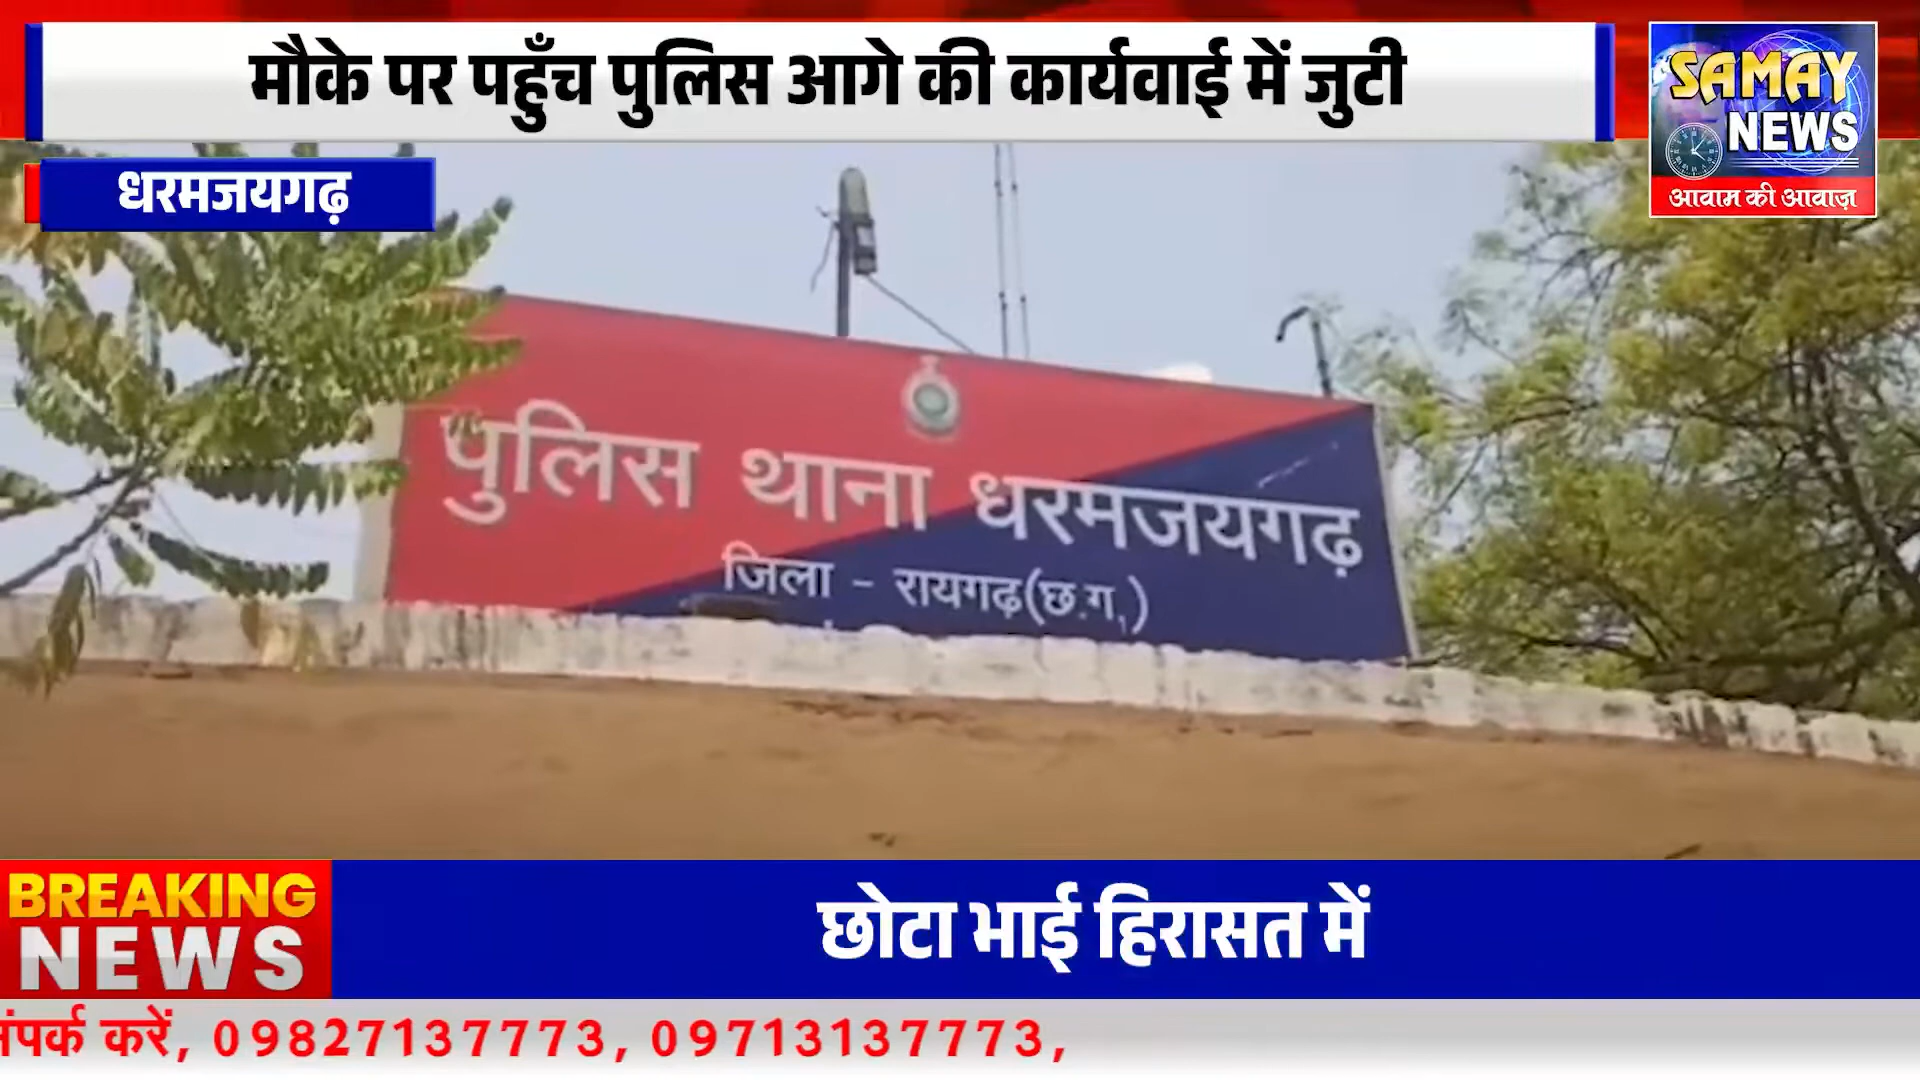 मौके पर पहुँच पुलिस आगे की कार्यवाई में जुटी
SAMAY
NEWS
आवाम की आवाज़
धरमजयगढ़
पुलिस थाना धरमजयगढ़
जिला - रायगढ़(छ.ग.)
BREAKING
NEWS
छोटा भाई हिरासत में
संपर्क करें, 09827137773, 09713137773,